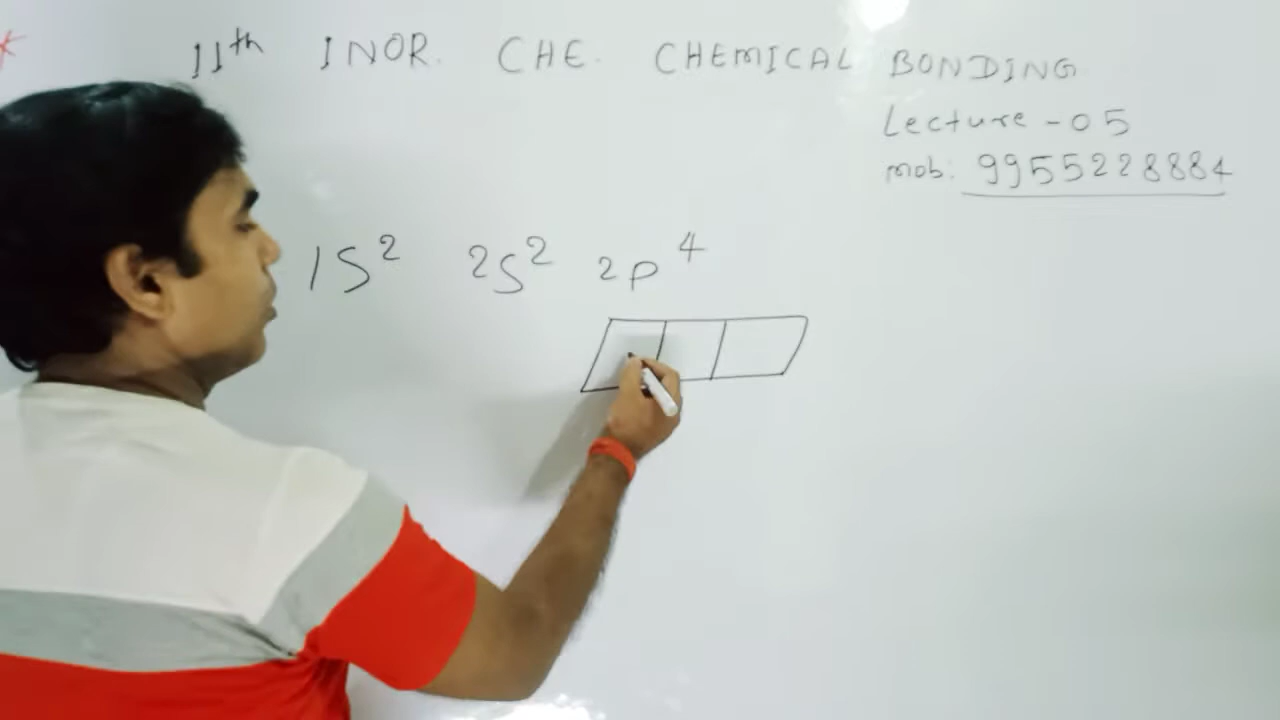 11th INOR. CHE. CHEMICAL BONDING
Lecture - 05
mob: 9955228884
1S² 2S² 2P⁴